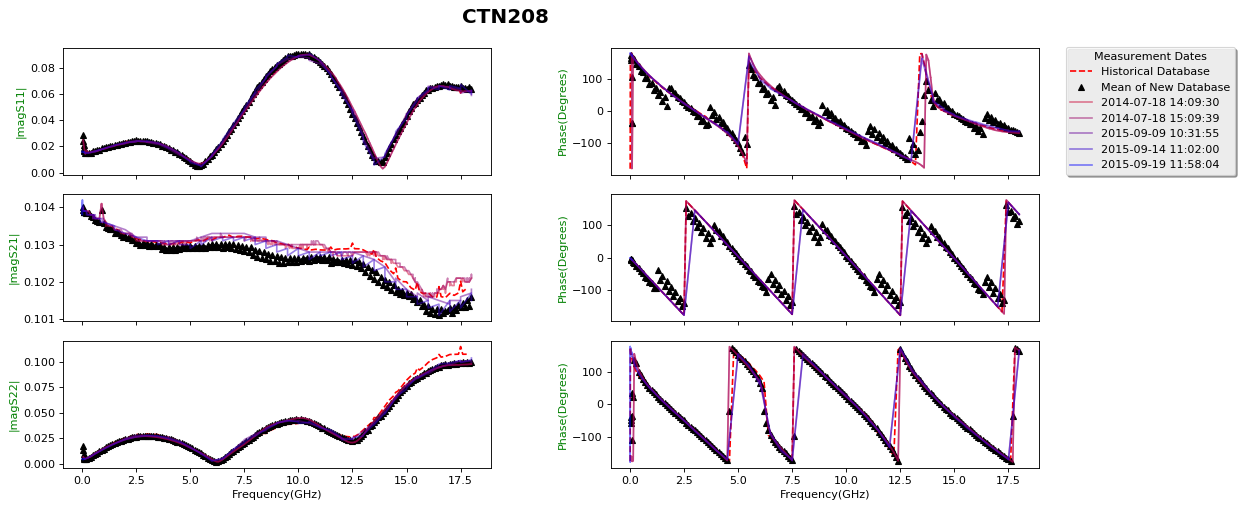 CTN208
|magS11|
0.08
0.06
0.04
0.02
0.00
Phase(Degrees)
100
0
−100
Measurement Dates
Historical Database
Mean of New Database
2014-07-18 14:09:30
2014-07-18 15:09:39
2015-09-09 10:31:55
2015-09-14 11:02:00
2015-09-19 11:58:04
|magS21|
0.104
0.103
0.102
0.101
Phase(Degrees)
100
0
−100
|magS22|
0.100
0.075
0.050
0.025
0.000
0.0 2.5 5.0 7.5 10.0 12.5 15.0 17.5
Frequency(GHz)
Phase(Degrees)
100
0
−100
0.0 2.5 5.0 7.5 10.0 12.5 15.0 17.5
Frequency(GHz)